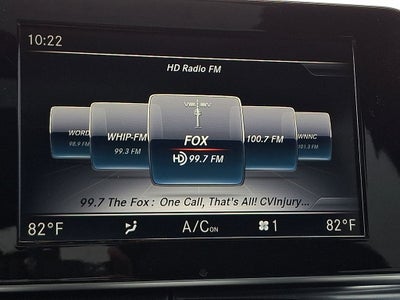 10:22
HD Radio FM
WORD
98.9 FM
WHIP-FM
99.3 FM
FOX
HD 99.7 FM
100.7 FM
WNNC
101.3 FM
99.7 The Fox : One Call, That's All! CVInjury...
82°F
A/C ON
1
82°F